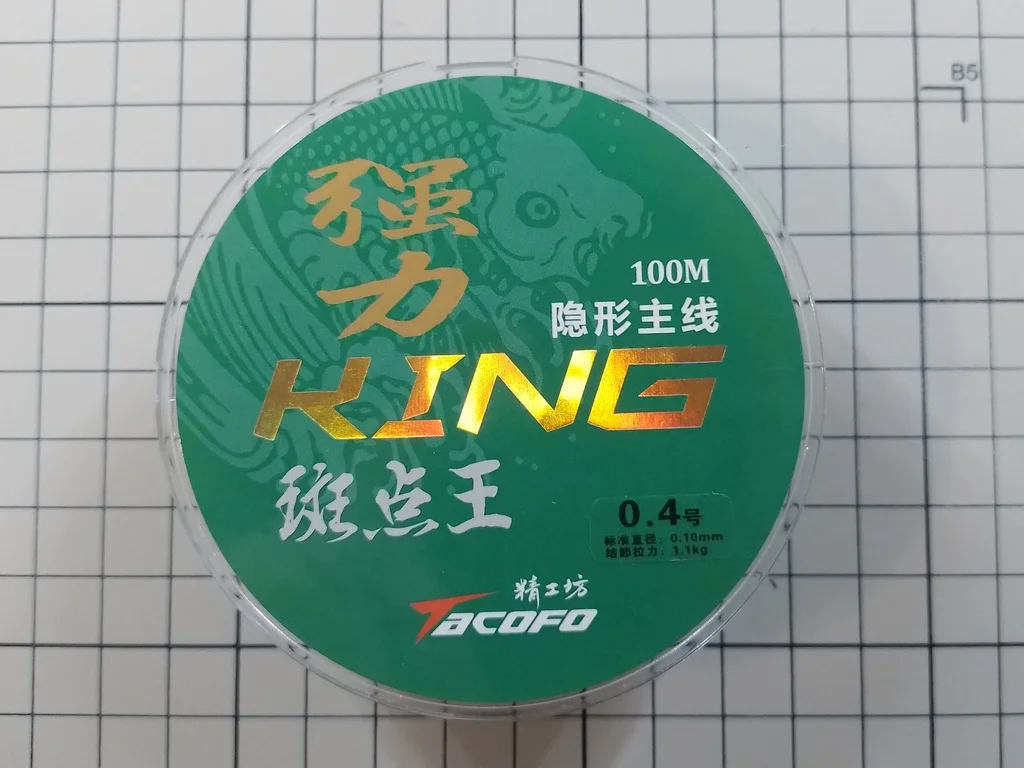 B5
强
力
100M
隐形主线
KING
斑点王
0.4号
标准直径：0.10mm
结部拉力：1.1kg
精工坊
TACOFO